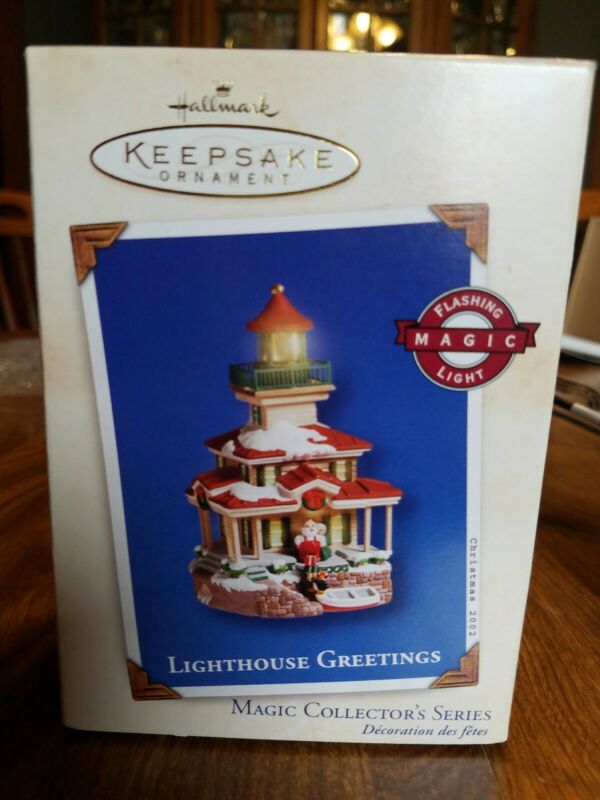 Hallmark
KEEPSAKE
ORNAMENT
FLASHING
MAGIC
LIGHT
Christmas 2002
LIGHTHOUSE GREETINGS
MAGIC COLLECTOR'S SERIES
Décoration des fêtes